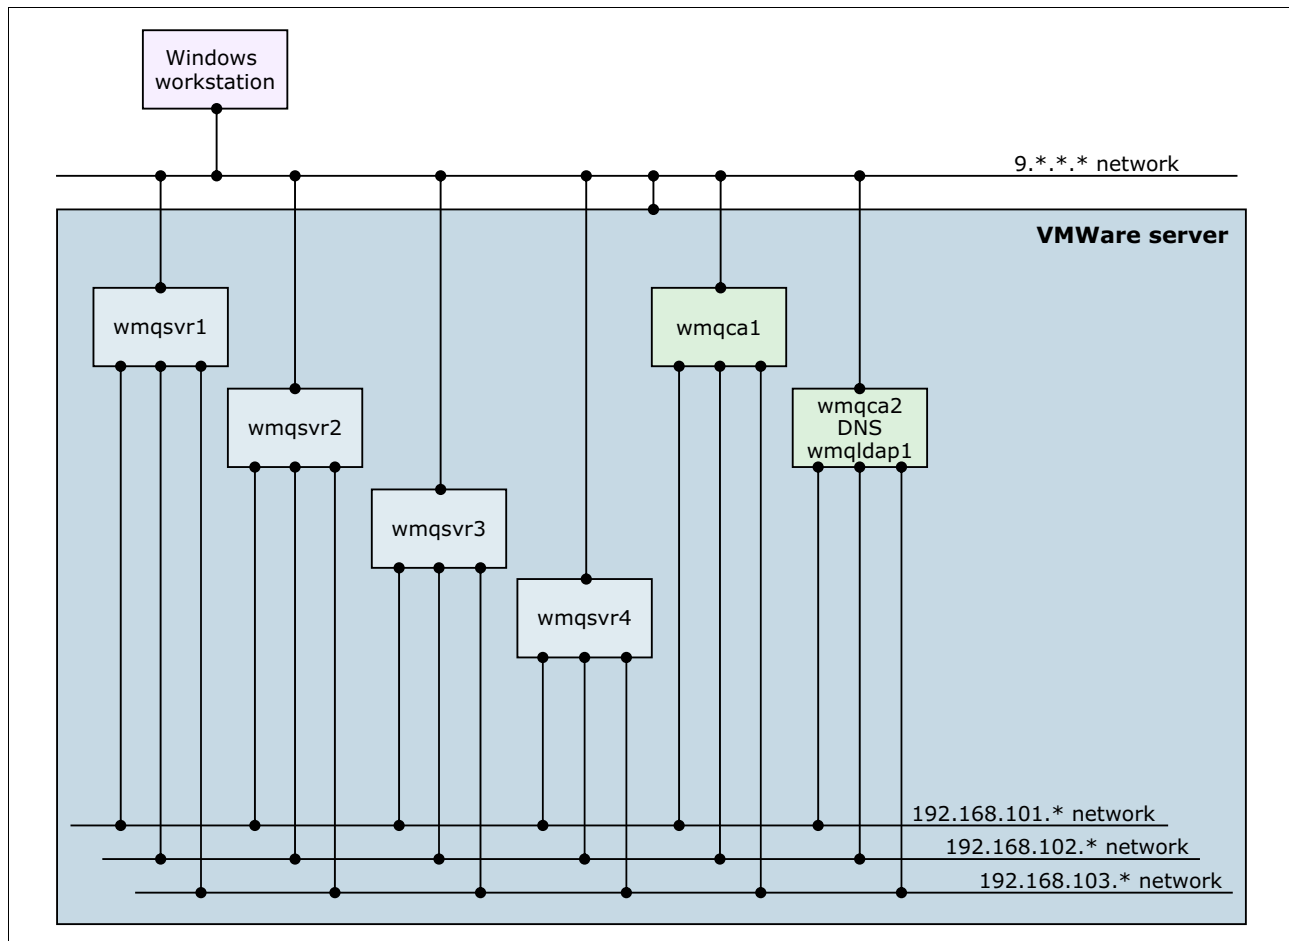 Windows
workstation
9.*.*.* network
VMWare server
wmqsvr1
wmqca1
wmqsvr2
wmqca2
DNS
wmqldap1
wmqsvr3
wmqsvr4
192.168.101.* network
192.168.102.* network
192.168.103.* network